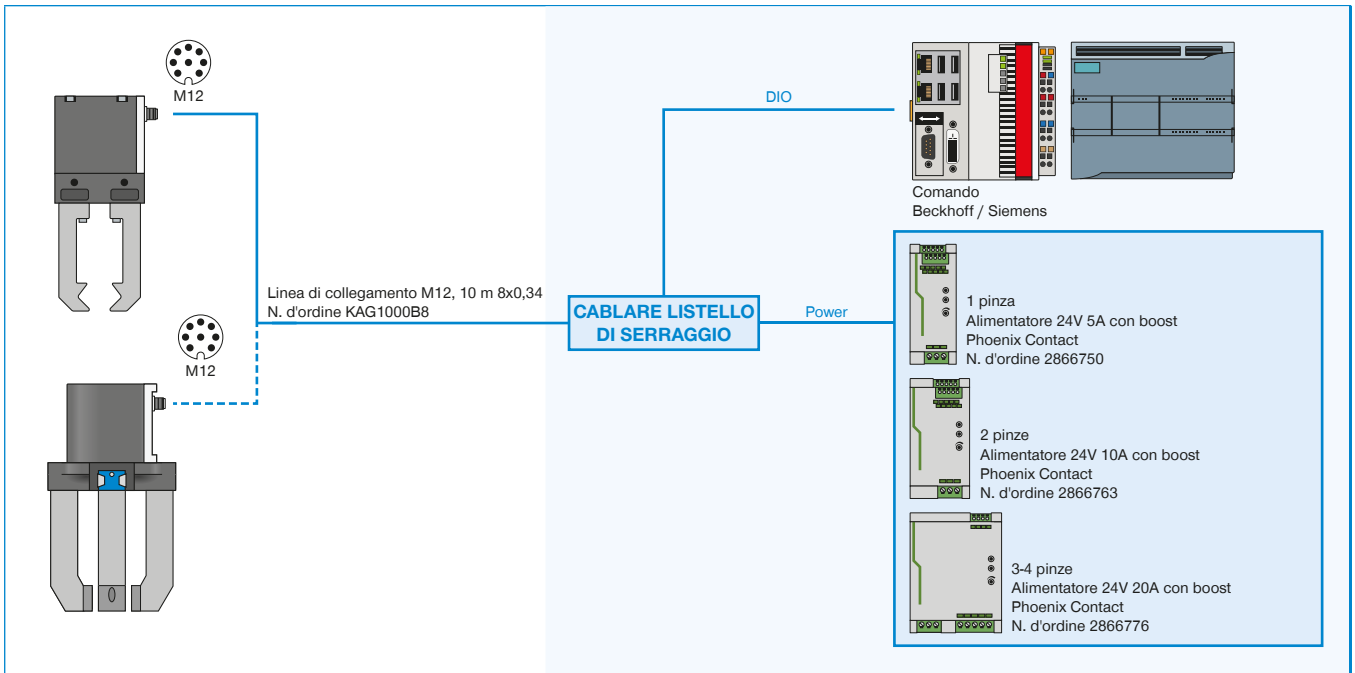 M12
DIO
Comando
Beckhoff / Siemens
Linea di collegamento M12, 10 m 8x0,34
N. d'ordine KAG1000B8
CABLARE LISTELLO
DI SERRAGGIO
Power
1 pinza
Alimentatore 24V 5A con boost
Phoenix Contact
N. d'ordine 2866750
M12
2 pinze
Alimentatore 24V 10A con boost
Phoenix Contact
N. d'ordine 2866763
3-4 pinze
Alimentatore 24V 20A con boost
Phoenix Contact
N. d'ordine 2866776